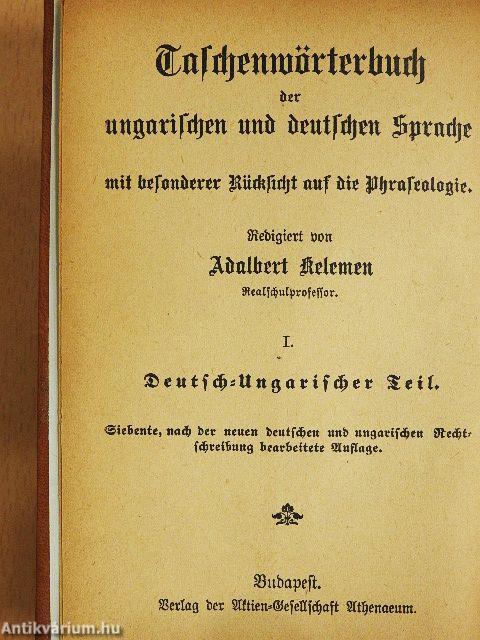 Taschenwörterbuch
der
ungarischen und deutschen Sprache
mit besonderer Rücksicht auf die Phraseologie.
Redigiert von
Adalbert Kelemen
Realschulprofessor.
I.
Deutsch-Ungarischer Teil.
Siebente, nach der neuen deutschen und ungarischen Recht-
schreibung bearbeitete Auflage.
Budapest.
Verlag der Aktien-Gesellschaft Athenaeum.
Antikvárium.hu